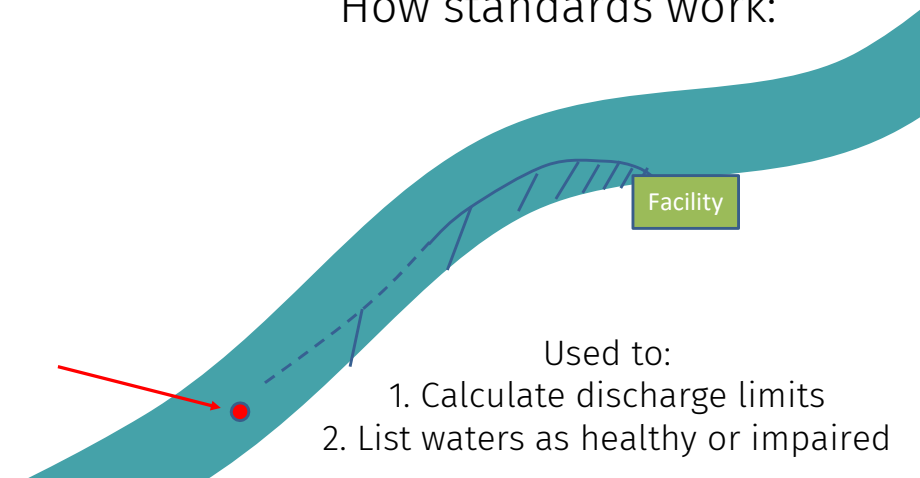 How standards work:
Facility
Used to:
1. Calculate discharge limits
2. List waters as healthy or impaired